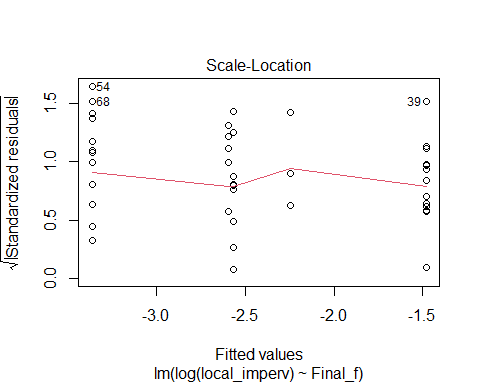 Scale-Location
√|Standardized residuals|
1.5
1.0
0.5
0.0
54
68
39
-3.0
-2.5
-2.0
-1.5
Fitted values
lm(log(local_imperv) ~ Final_f)